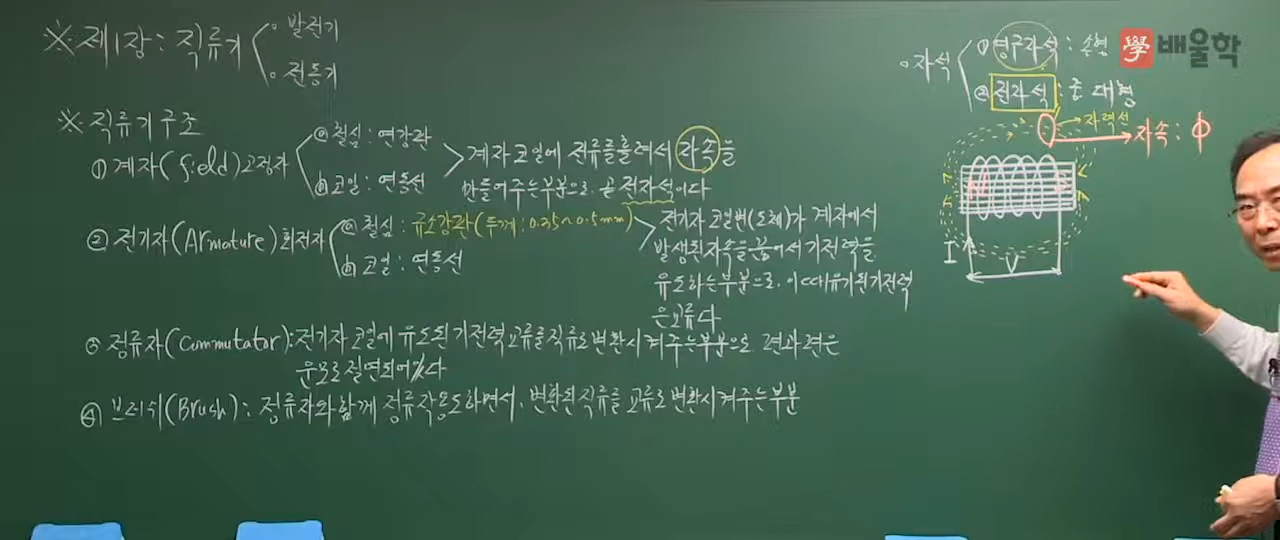 ※ 제1장 : 직류기
◦ 발전기
◦ 전동기
※ 직류기 구조
① 계자(field) 고정자
ⓐ 철심 : 연강판
ⓑ 코일 : 연동선
계자 코일에 전류를 흘려서 자속을
만들어주는 부분으로, 곧 전자석이다
② 전기자(Armature) 회전자
ⓐ 철심 : 규소강판(두께 : 0.35~0.5mm)
ⓑ 코일 : 연동선
전기자 코일변(도체)가 계자에서
발생된 자속을 끊어서 기전력을
유도하는 부분으로, 이때 유기된 기전력
은 교류다
③ 정류자(Commutator) : 전기자 코일에 유도된 기전력 교류를 직류로 변환시켜주는 부분으로 편과 편은
운모로 절연되어 있다
④ 브러쉬(Brush) : 정류자와 함께 정류작용도 하면서, 변환된 직류를 교류로 변환시켜주는 부분
◦ 자석
① 영구자석 : 소형
② 전자석 : 중·대형
자력선
자속 : Φ
N
S
I
V
學 배울학